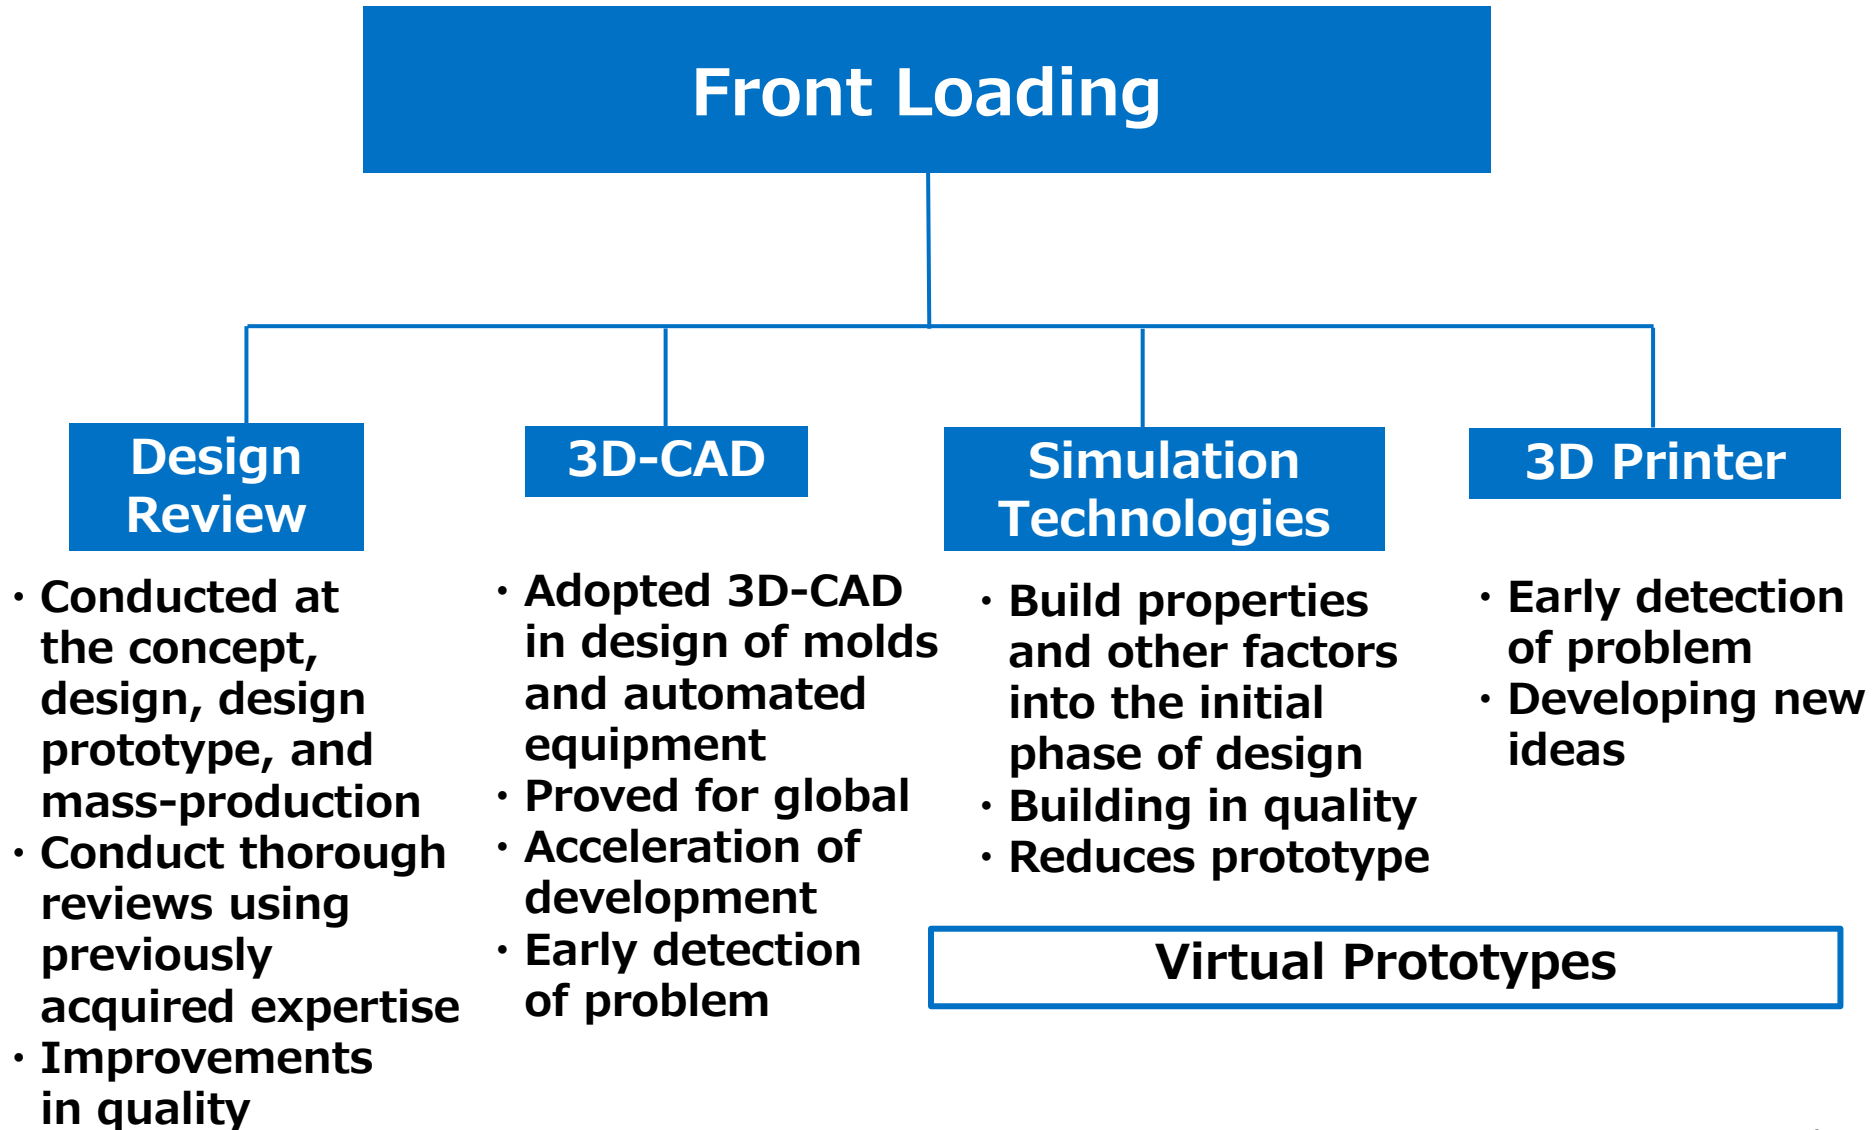 Front Loading
Design
Review
・Conducted at
the concept,
design, design
prototype, and
mass-production
・Conduct thorough
reviews using
previously
acquired expertise
・Improvements
in quality
3D-CAD
・Adopted 3D-CAD
in design of molds
and automated
equipment
・Proved for global
・Acceleration of
development
・Early detection
of problem
Simulation
Technologies
・Build properties
and other factors
into the initial
phase of design
・Building in quality
・Reduces prototype
3D Printer
・Early detection
of problem
・Developing new
ideas
Virtual Prototypes